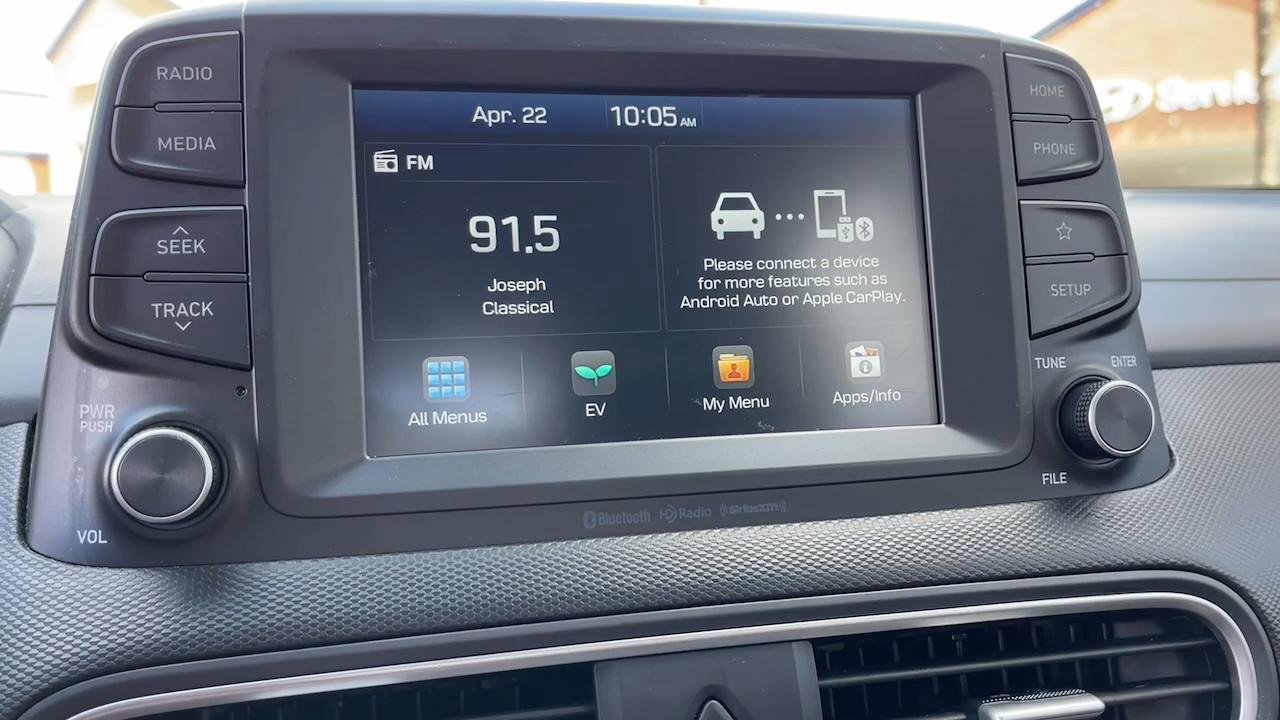 RADIO
MEDIA
SEEK
TRACK
PWR
PUSH
VOL
Apr. 22
10:05 AM
FM
91.5
Joseph
Classical
Please connect a device
for more features such as
Android Auto or Apple CarPlay.
All Menus
EV
My Menu
Apps/Info
Bluetooth
HD Radio
((SiriusXM))
HOME
PHONE
SETUP
TUNE
ENTER
FILE